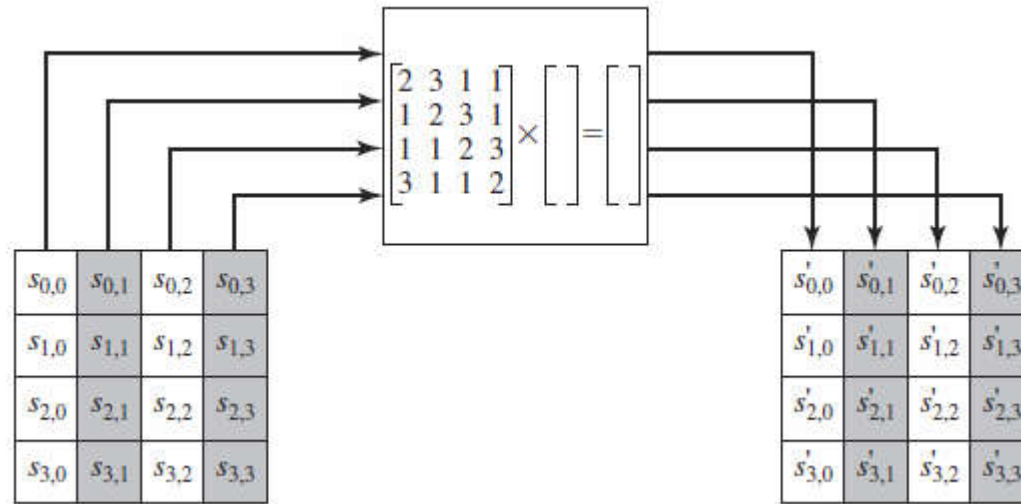 2 3 1 1
1 2 3 1
1 1 2 3
3 1 1 2
× =
s0,0 s0,1 s0,2 s0,3
s1,0 s1,1 s1,2 s1,3
s2,0 s2,1 s2,2 s2,3
s3,0 s3,1 s3,2 s3,3
s'0,0 s'0,1 s'0,2 s'0,3
s'1,0 s'1,1 s'1,2 s'1,3
s'2,0 s'2,1 s'2,2 s'2,3
s'3,0 s'3,1 s'3,2 s'3,3